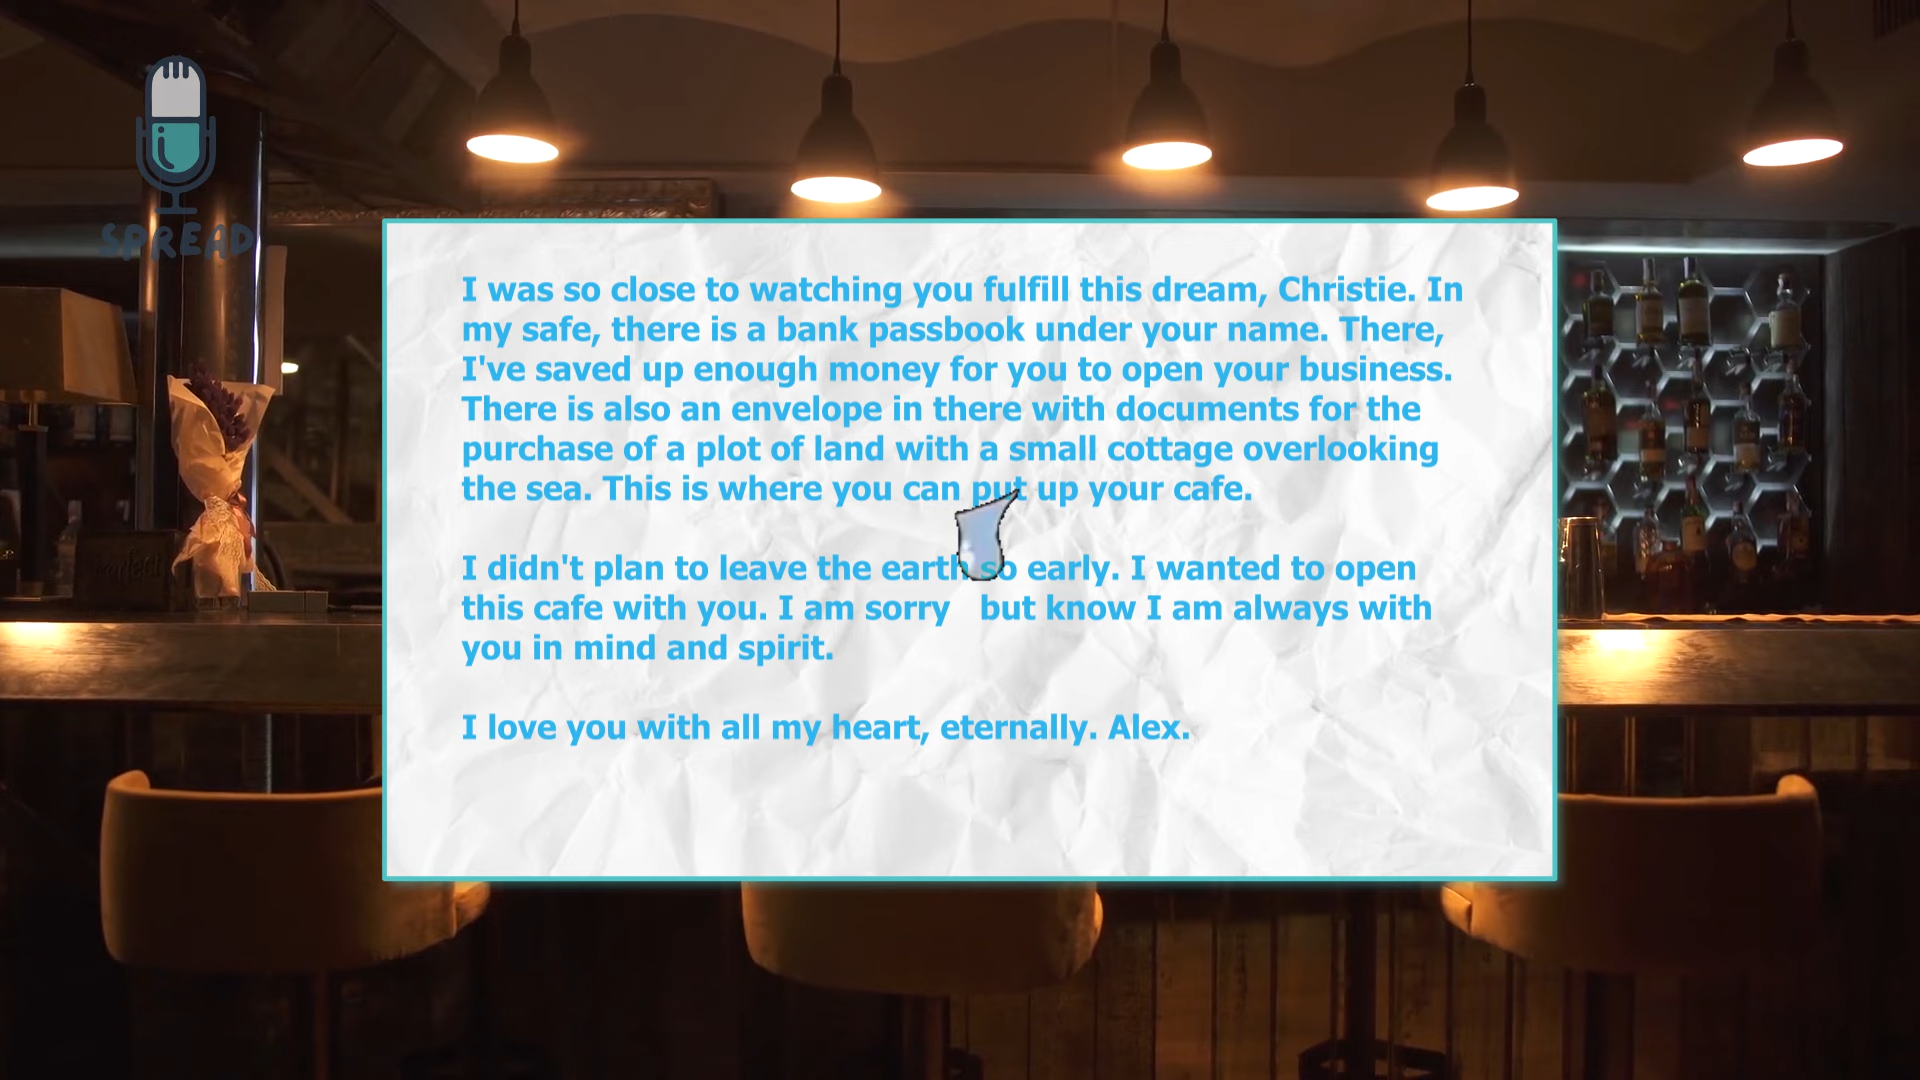 SPREAD
I was so close to watching you fulfill this dream, Christie. In
my safe, there is a bank passbook under your name. There,
I've saved up enough money for you to open your business.
There is also an envelope in there with documents for the
purchase of a plot of land with a small cottage overlooking
the sea. This is where you can put up your cafe.
I didn't plan to leave the earth so early. I wanted to open
this cafe with you. I am sorry   but know I am always with
you in mind and spirit.
I love you with all my heart, eternally. Alex.
perfect